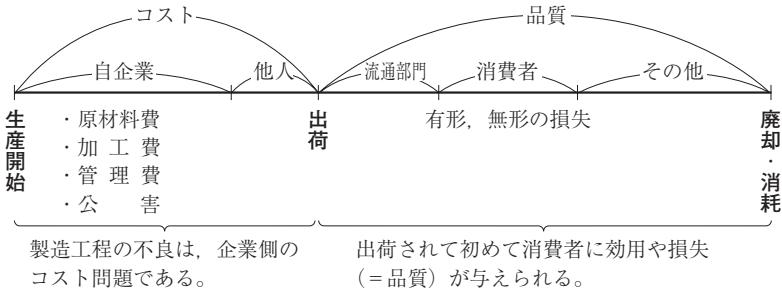 コスト
品質
自企業
他人
流通部門
消費者
その他
生産開始
・原材料費
・加工費
・管理費
・公害
出荷
有形，無形の損失
廃却・消耗
製造工程の不良は，企業側の
コスト問題である。
出荷されて初めて消費者に効用や損失
（＝品質）が与えられる。